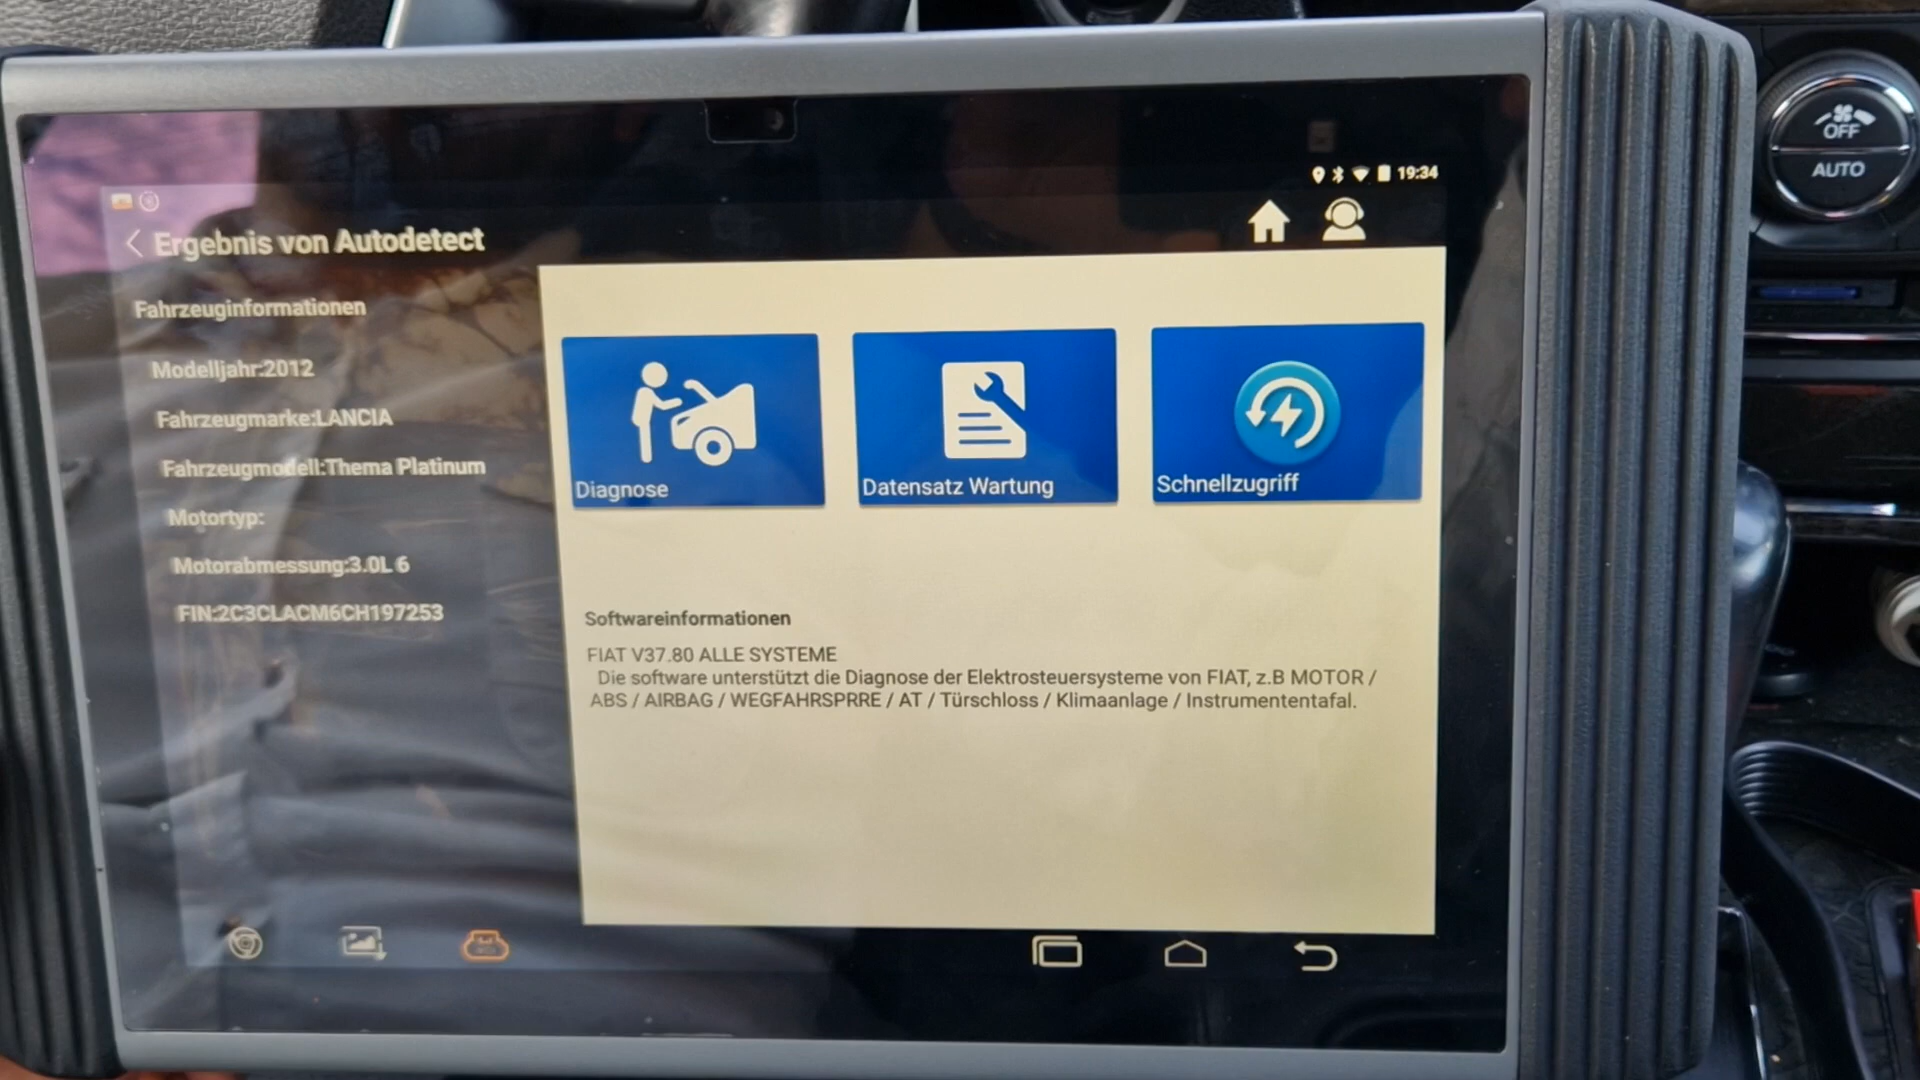 OFF
AUTO
19:34
Ergebnis von Autodetect
Fahrzeuginformationen
Modelljahr:2012
Fahrzeugmarke:LANCIA
Fahrzeugmodell:Thema Platinum
Motortyp:
Motorabmessung:3.0L 6
FIN:2C3CLACM6CH197253
Diagnose
Datensatz Wartung
Schnellzugriff
Softwareinformationen
FIAT V37.80 ALLE SYSTEME
Die software unterstützt die Diagnose der Elektrosteuersysteme von FIAT, z.B MOTOR /
ABS / AIRBAG / WEGFAHRSPRRE / AT / Türschloss / Klimaanlage / Instrumententafal.